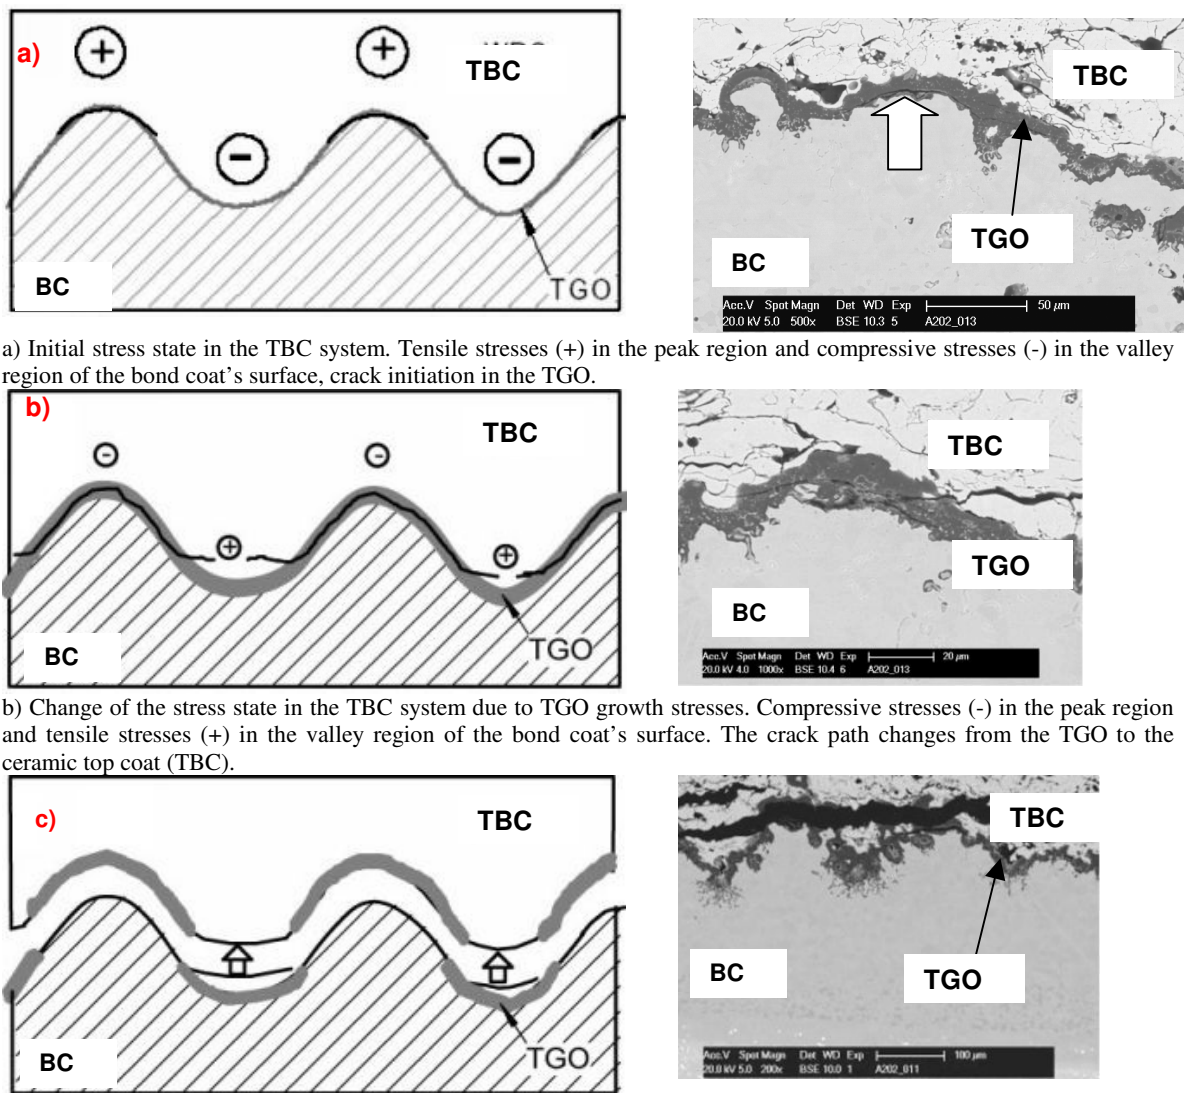 a)
TBC
BC
TGO
TBC
TGO
BC
Acc.V Spot Magn Det WD Exp 50 µm
20.0 kV 5.0 500x BSE 10.3 5 A202_013
a) Initial stress state in the TBC system. Tensile stresses (+) in the peak region and compressive stresses (-) in the valley
region of the bond coat’s surface, crack initiation in the TGO.
b)
TBC
BC
TGO
TBC
TGO
BC
Acc.V Spot Magn Det WD Exp 20 µm
20.0 kV 4.0 1000x BSE 10.4 6 A202_013
b) Change of the stress state in the TBC system due to TGO growth stresses. Compressive stresses (-) in the peak region
and tensile stresses (+) in the valley region of the bond coat’s surface. The crack path changes from the TGO to the
ceramic top coat (TBC).
c)
TBC
BC
TGO
TBC
BC
TGO
Acc.V Spot Magn Det WD Exp 100 µm
20.0 kV 5.0 200x BSE 10.0 1 A202_011